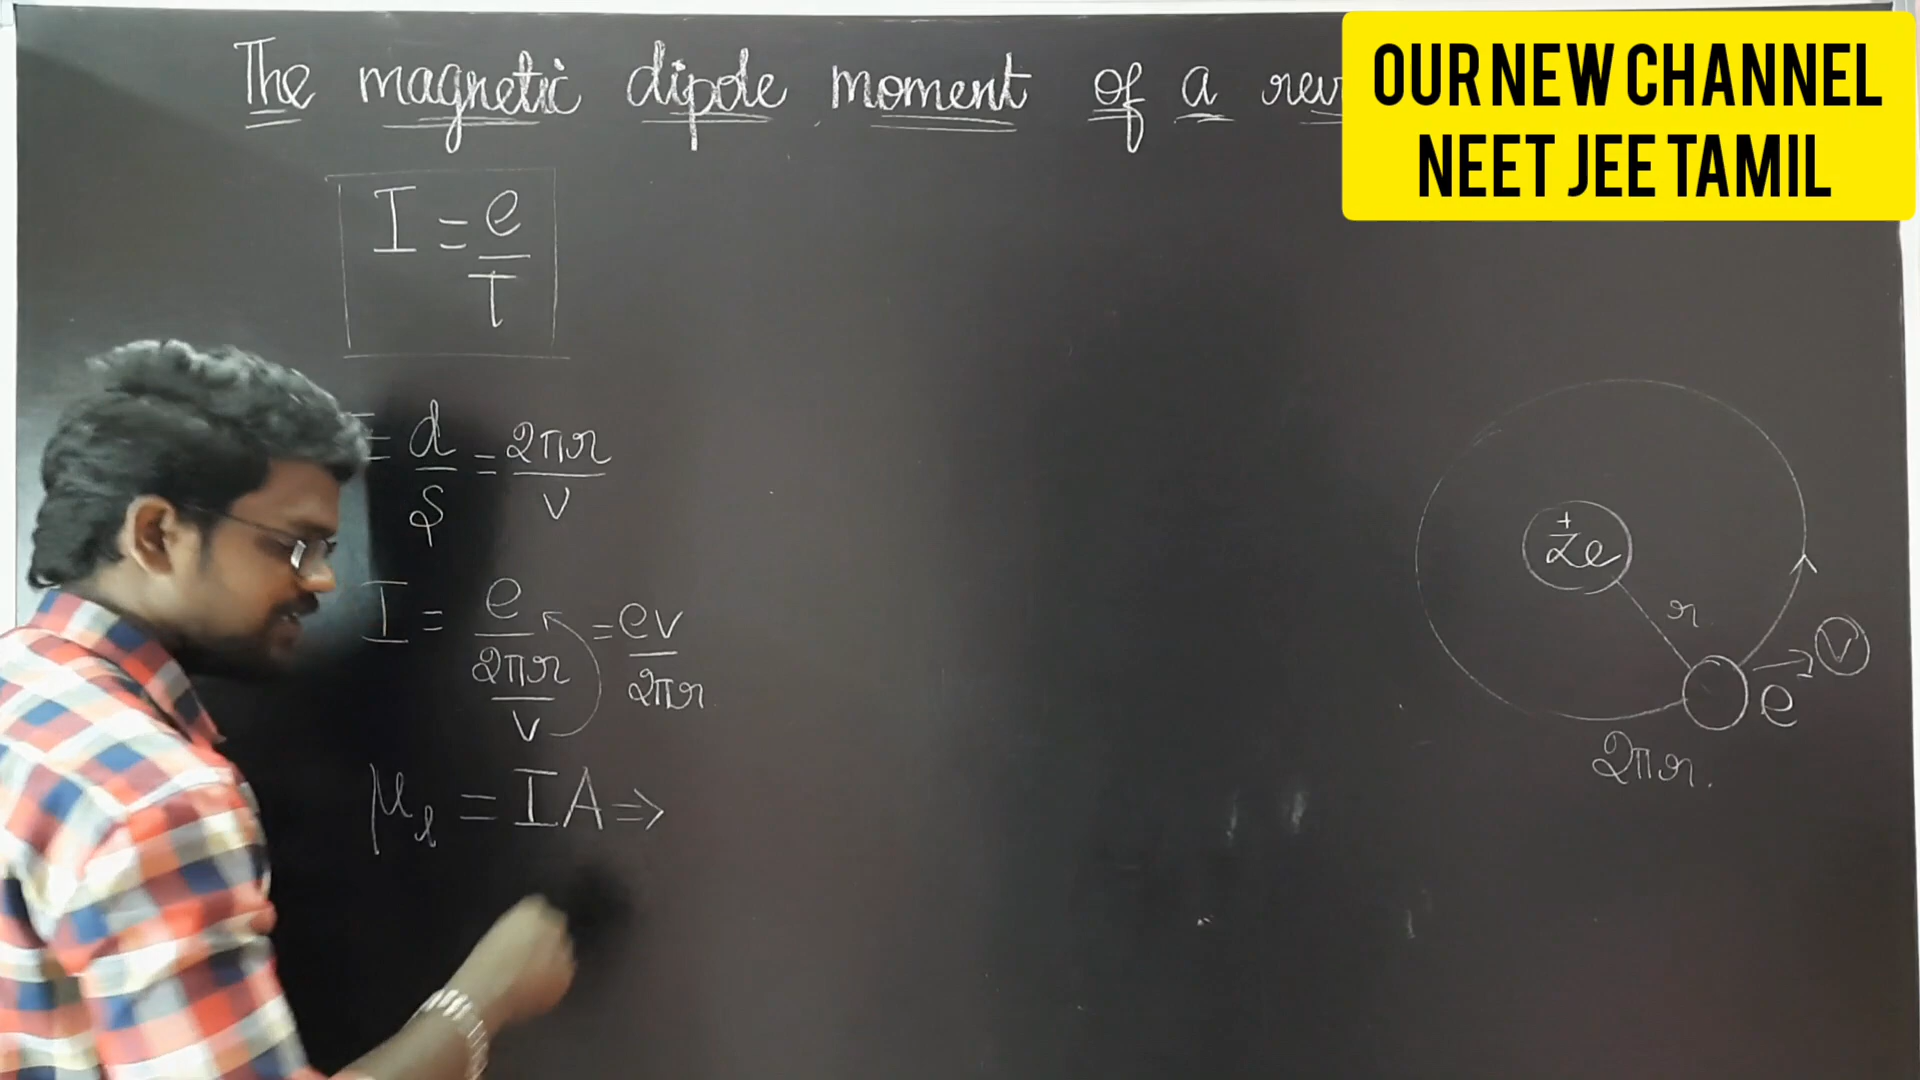 The magnetic dipole moment of a rev
OUR NEW CHANNEL
NEET JEE TAMIL
I = e/T
= d/s = 2πr/v
I = e/(2πr/v) = ev/2πr
μₗ = IA ⇒
+
Ze
r
v
e
2πr.